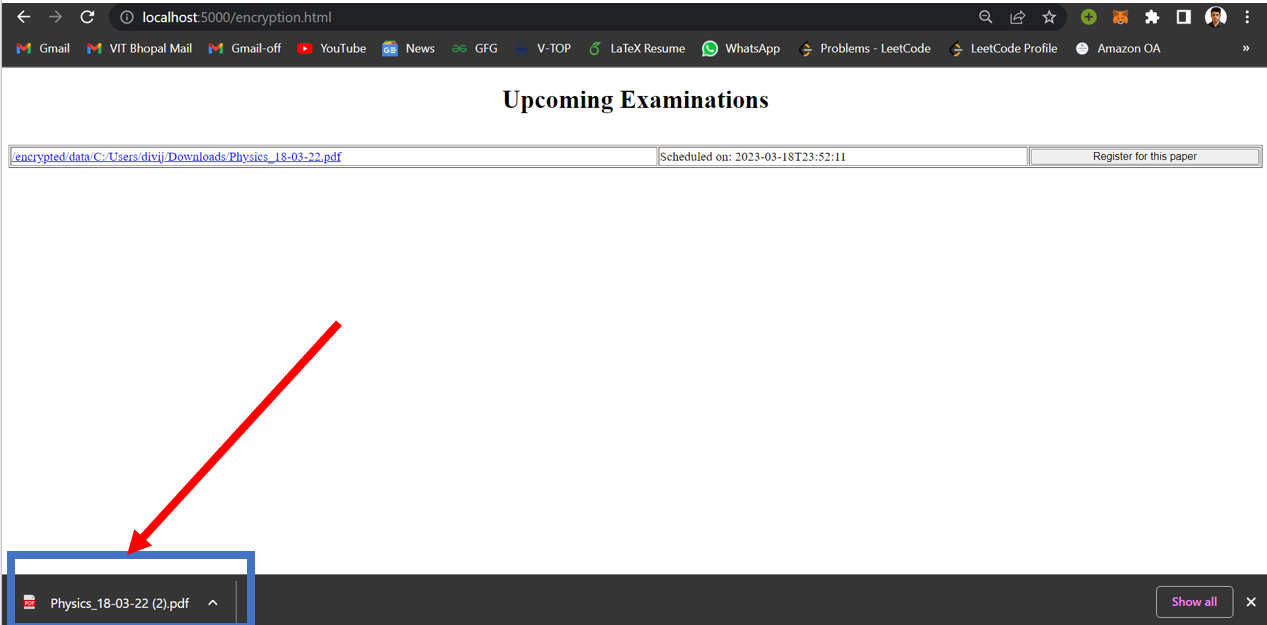 localhost:5000/encryption.html
Gmail VIT Bhopal Mail Gmail-off YouTube News GFG V-TOP LaTeX Resume WhatsApp Problems - LeetCode LeetCode Profile Amazon OA »
Upcoming Examinations
/encrypted/data/C:/Users/divij/Downloads/Physics_18-03-22.pdf Scheduled on: 2023-03-18T23:52:11 Register for this paper
Physics_18-03-22 (2).pdf Show all